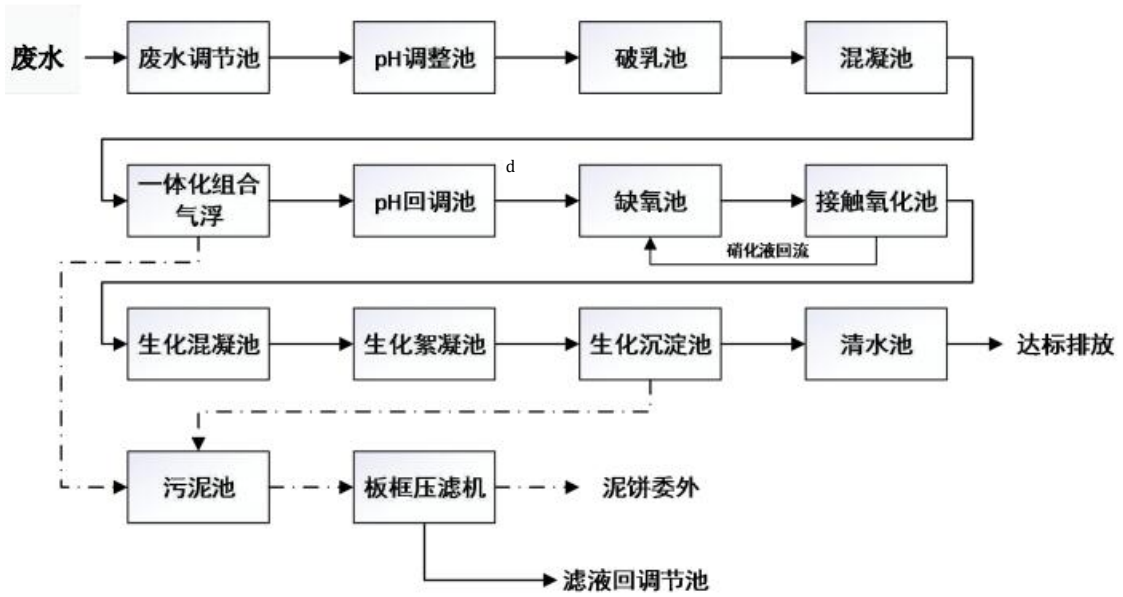 废水
废水调节池
pH调整池
破乳池
混凝池
一体化组合
气浮
pH回调池
d
缺氧池
接触氧化池
硝化液回流
生化混凝池
生化絮凝池
生化沉淀池
清水池
达标排放
污泥池
板框压滤机
泥饼委外
滤液回调节池